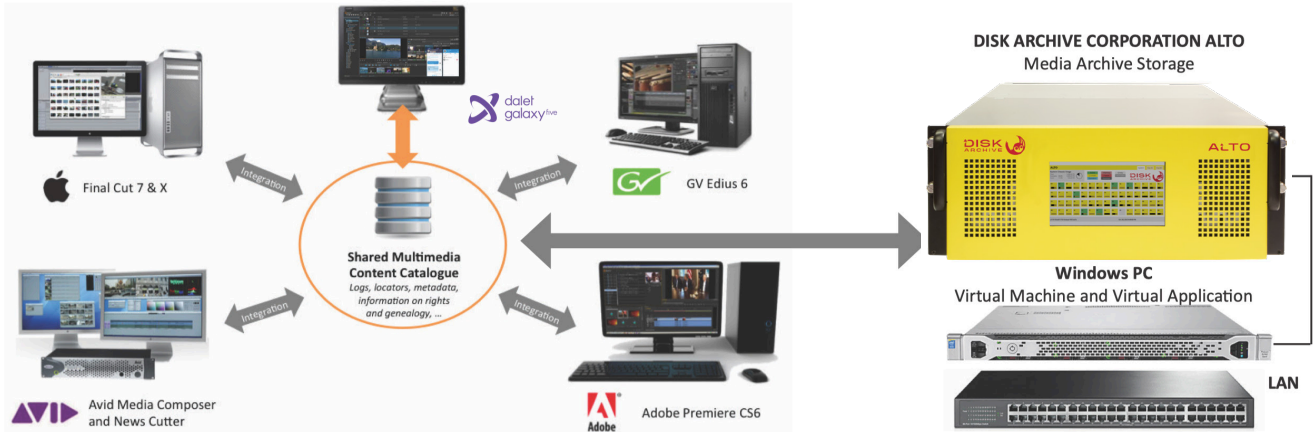 dalet
galaxy five
Final Cut 7 & X
Integration
Integration
GV
GV Edius 6
Shared Multimedia
Content Catalogue
Logs, locators, metadata,
information on rights
and genealogy, ...
Integration
Integration
AVID
Avid Media Composer
and News Cutter
Adobe
Adobe Premiere CS6
DISK ARCHIVE CORPORATION ALTO
Media Archive Storage
DISK
ARCHIVE
ALTO
DISK
Windows PC
Virtual Machine and Virtual Application
LAN